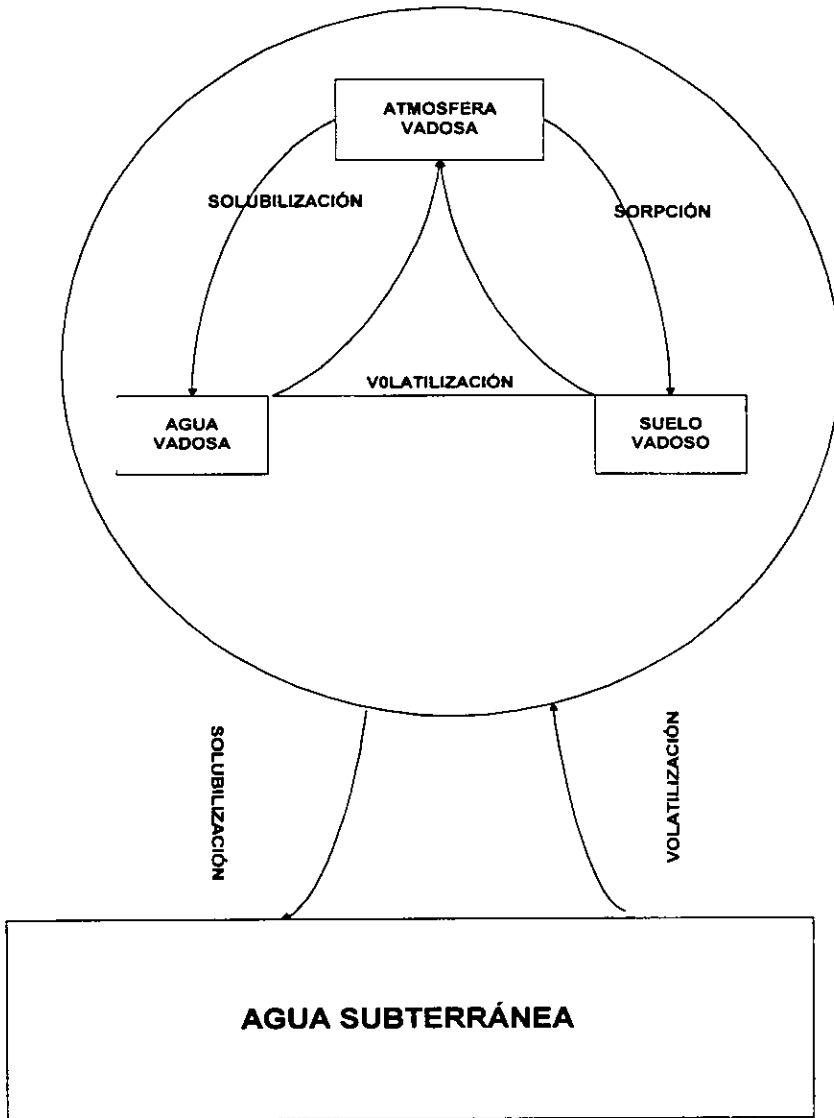 ATMOSFERA
VADOSA
SOLUBILIZACIÓN
SORPCIÓN
V0LATILIZACIÓN
AGUA
VADOSA
SUELO
VADOSO
SOLUBILIZACIÓN
VOLATILIZACIÓN
AGUA SUBTERRÁNEA